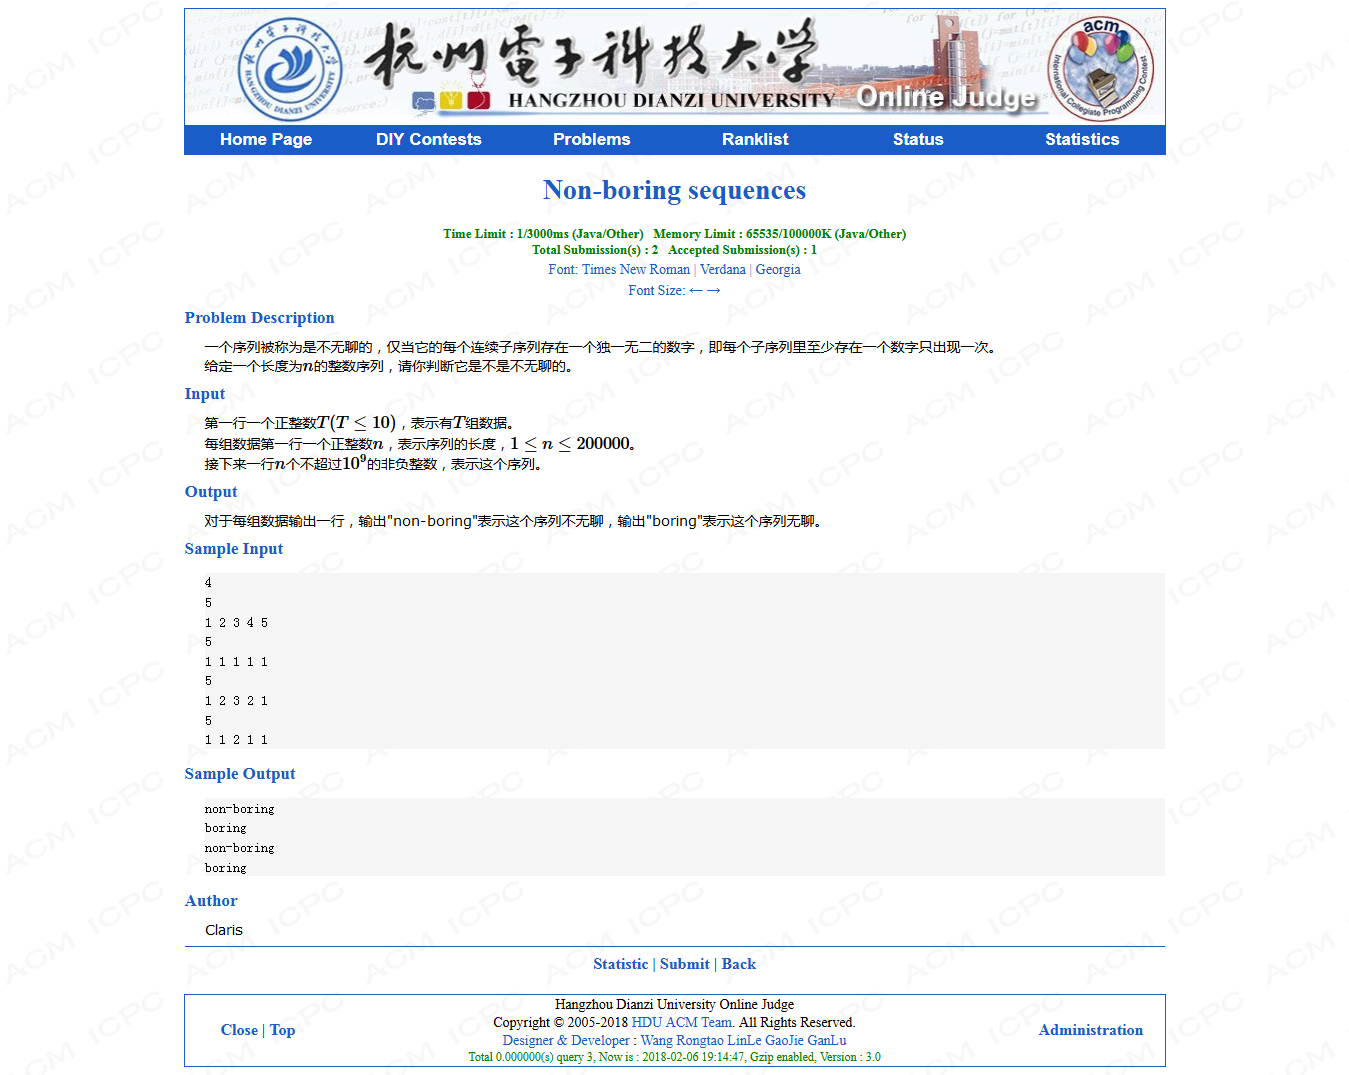 杭州電子科技大学
HANGZHOU DIANZI UNIVERSITY
Online Judge
acm
International Collegiate Programming Contest
Home Page DIY Contests Problems Ranklist Status Statistics
Non-boring sequences
Time Limit : 1/3000ms (Java/Other) Memory Limit : 65535/100000K (Java/Other)
Total Submission(s) : 2 Accepted Submission(s) : 1
Font: Times New Roman | Verdana | Georgia
Font Size: ← →
Problem Description
一个序列被称为是不无聊的，仅当它的每个连续子序列存在一个独一无二的数字，即每个子序列里至少存在一个数字只出现一次。
给定一个长度为n的整数序列，请你判断它是不是不无聊的。
Input
第一行一个正整数T(T ≤ 10)，表示有T组数据。
每组数据第一行一个正整数n，表示序列的长度，1 ≤ n ≤ 200000。
接下来一行n个不超过10⁹的非负整数，表示这个序列。
Output
对于每组数据输出一行，输出"non-boring"表示这个序列不无聊，输出"boring"表示这个序列无聊。
Sample Input
4
5
1 2 3 4 5
5
1 1 1 1 1
5
1 2 3 2 1
5
1 1 2 1 1
Sample Output
non-boring
boring
non-boring
boring
Author
Claris
Statistic | Submit | Back
Hangzhou Dianzi University Online Judge
Copyright © 2005-2018 HDU ACM Team. All Rights Reserved.
Close | Top
Designer & Developer : Wang Rongtao LinLe GaoJie GanLu
Administration
Total 0.000000(s) query 3, Now is : 2018-02-06 19:14:47, Gzip enabled, Version : 3.0